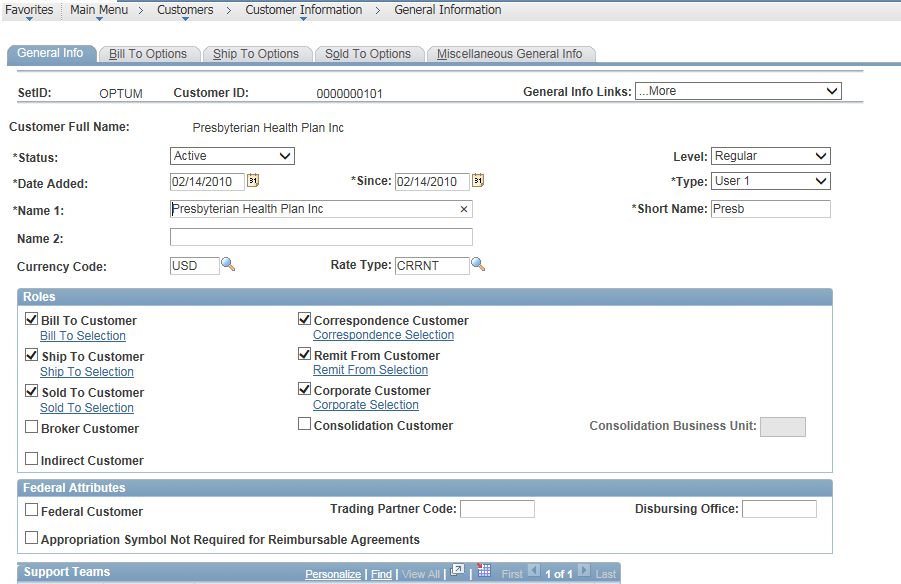 Favorites Main Menu > Customers > Customer Information > General Information
General Info Bill To Options Ship To Options Sold To Options Miscellaneous General Info
SetID: OPTUM Customer ID: 0000000101 General Info Links: ...More
Customer Full Name: Presbyterian Health Plan Inc
*Status: Active Level: Regular
*Date Added: 02/14/2010 31 *Since: 02/14/2010 31 *Type: User 1
*Name 1: Presbyterian Health Plan Inc × *Short Name: Presb
Name 2:
Currency Code: USD Rate Type: CRRNT
Roles
Bill To Customer Correspondence Customer
Bill To Selection Correspondence Selection
Ship To Customer Remit From Customer
Ship To Selection Remit From Selection
Sold To Customer Corporate Customer
Sold To Selection Corporate Selection
Broker Customer Consolidation Customer Consolidation Business Unit:
Indirect Customer
Federal Attributes
Federal Customer Trading Partner Code: Disbursing Office:
Appropriation Symbol Not Required for Reimbursable Agreements
Support Teams Personalize | Find | View All | | First 1 of 1 Last